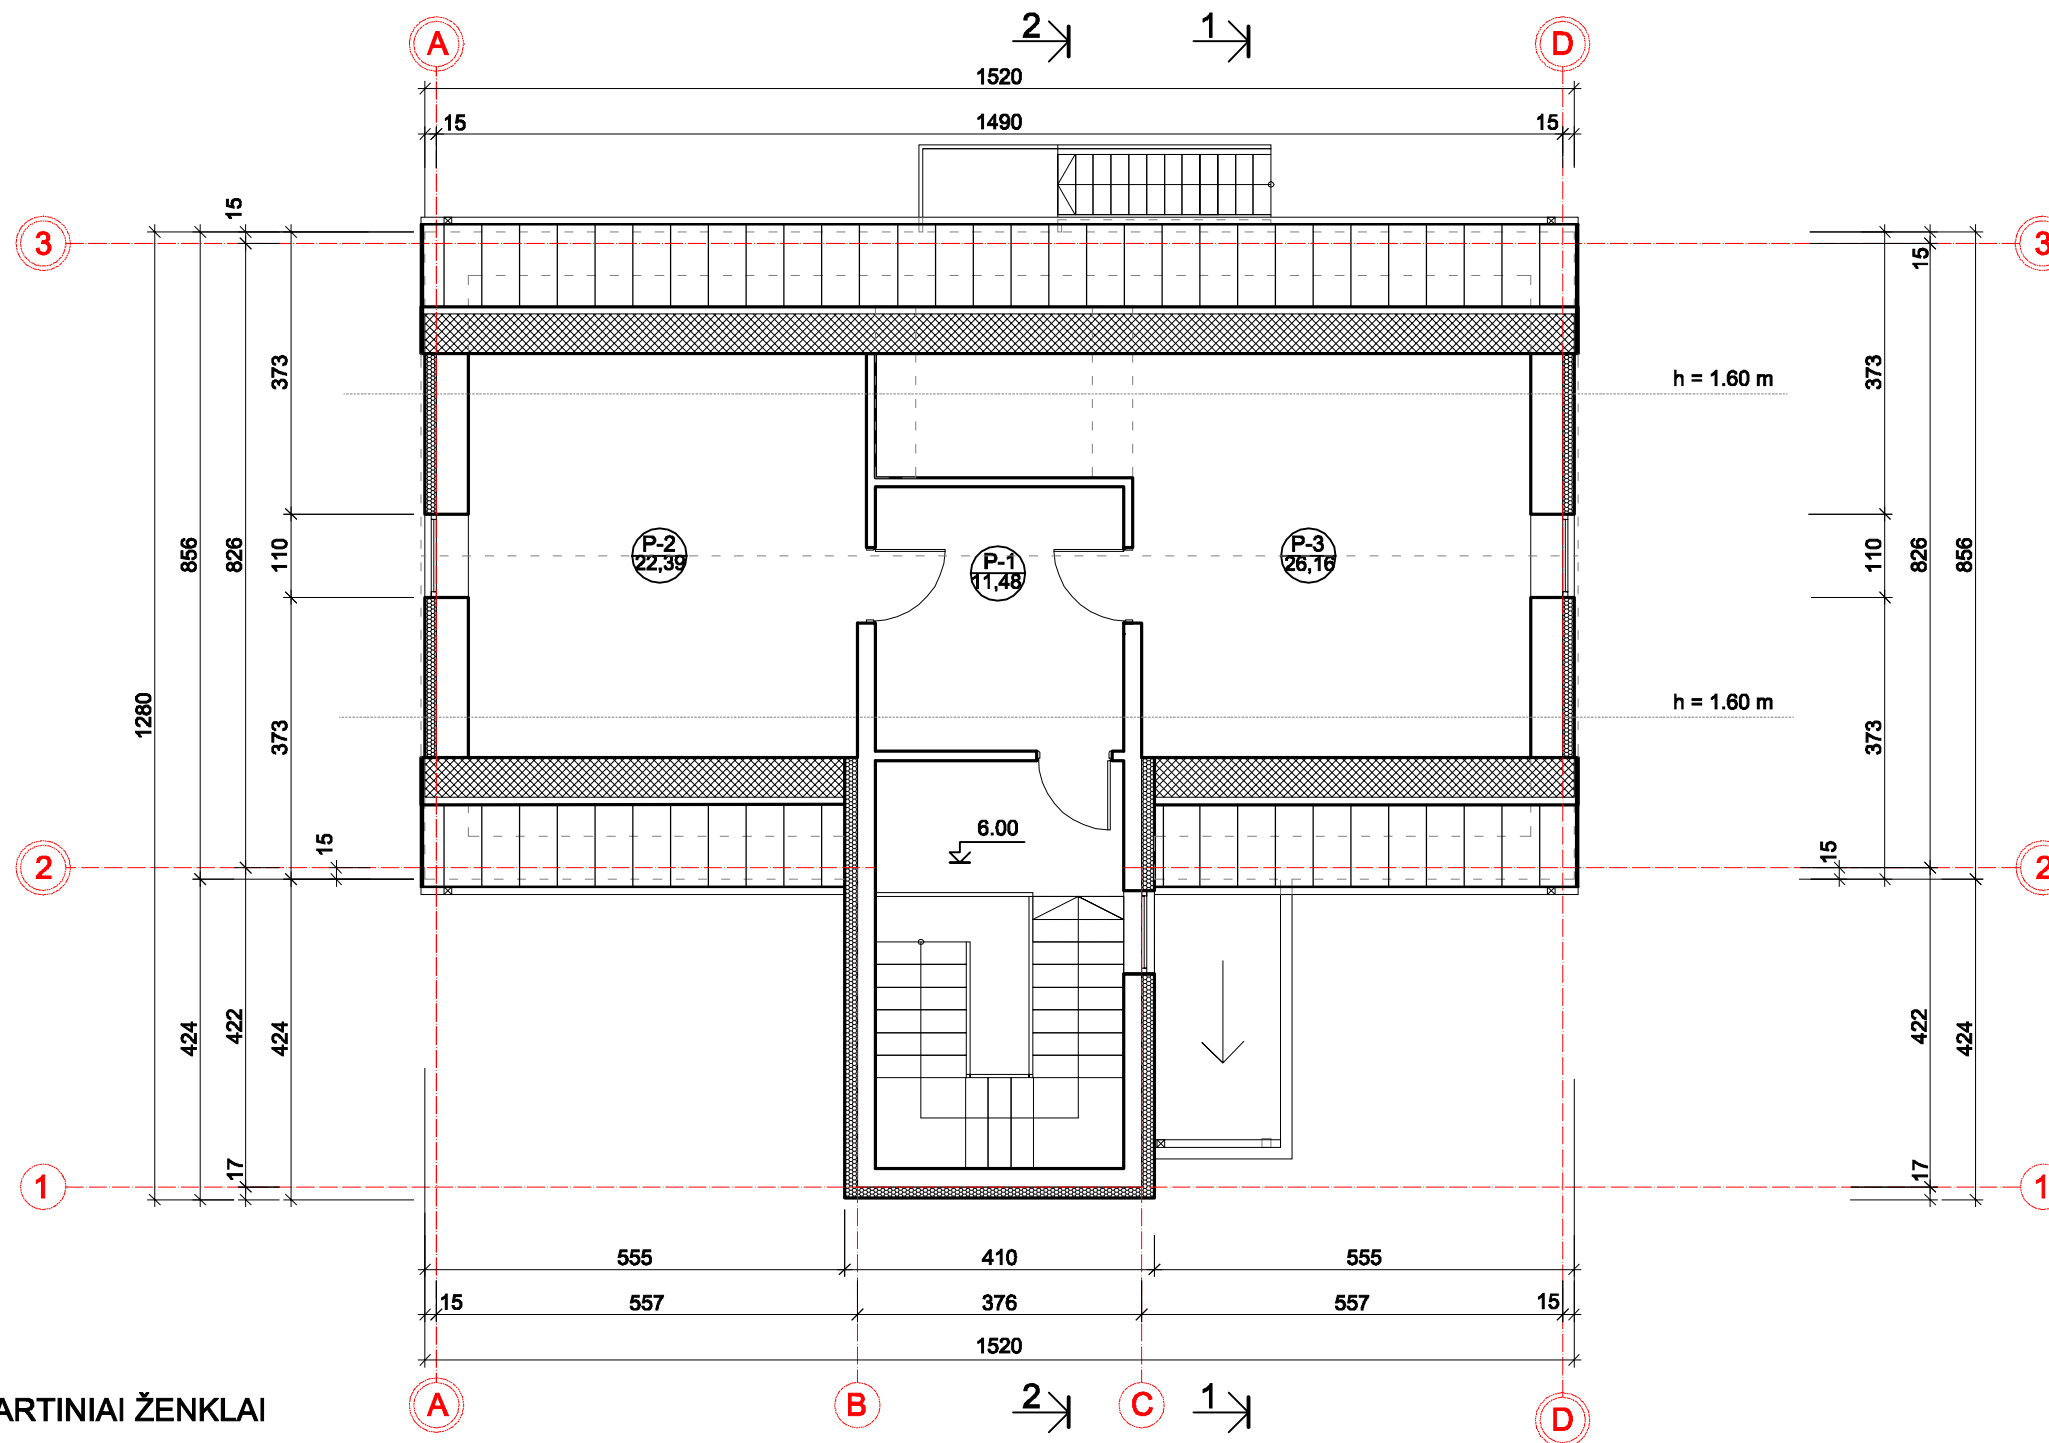 2 1
A D
1520
15 1490 15
15
3 3
15
373 373
h = 1.60 m
856 826 110
P-2
22,39
P-1
11,48
P-3
26,16
110 826 856
1280
h = 1.60 m
373 373
6.00
15 15
2 2
424 422 424
422 424
17 17
1 1
555 410 555
15 557 376 557 15
1520
2 1
A B C D
ARTINIAI ŽENKLAI